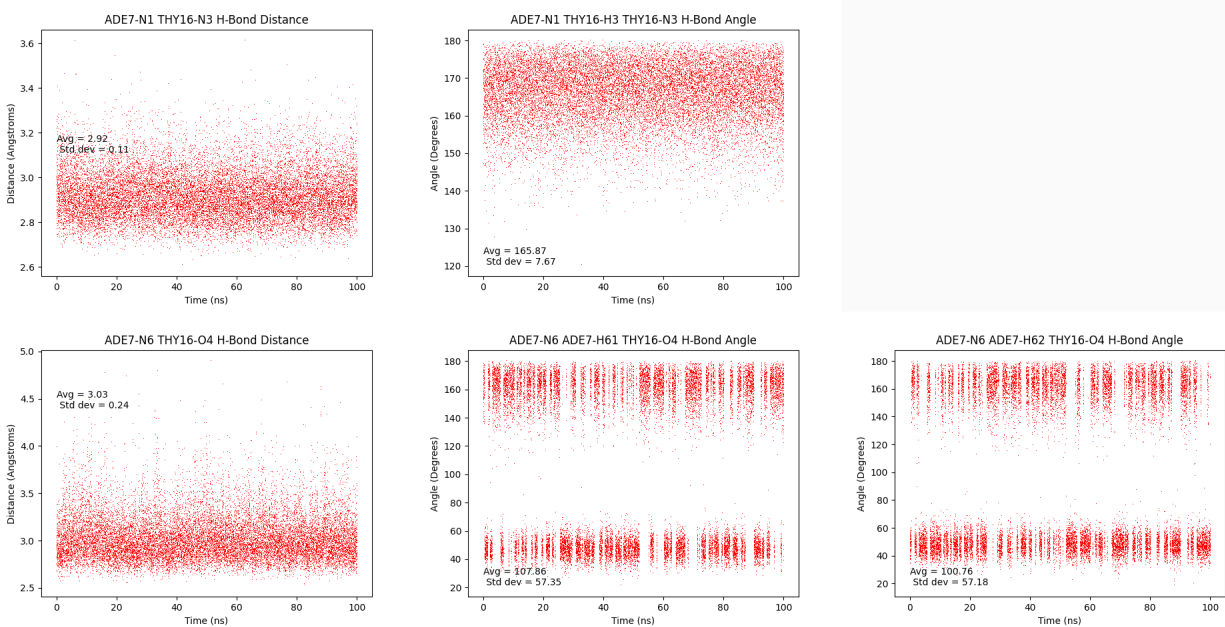 ADE7-N1 THY16-N3 H-Bond Distance
3.6
3.4
3.2
3.0
2.8
2.6
Distance (Angstroms)
Avg = 2.92
Std dev = 0.11
0 20 40 60 80 100
Time (ns)
ADE7-N1 THY16-H3 THY16-N3 H-Bond Angle
180
170
160
150
140
130
120
Angle (Degrees)
Avg = 165.87
Std dev = 7.67
0 20 40 60 80 100
Time (ns)
ADE7-N6 THY16-O4 H-Bond Distance
5.0
4.5
4.0
3.5
3.0
2.5
Distance (Angstroms)
Avg = 3.03
Std dev = 0.24
0 20 40 60 80 100
Time (ns)
ADE7-N6 ADE7-H61 THY16-O4 H-Bond Angle
180
160
140
120
100
80
60
40
20
Angle (Degrees)
Avg = 107.86
Std dev = 57.35
0 20 40 60 80 100
Time (ns)
ADE7-N6 ADE7-H62 THY16-O4 H-Bond Angle
180
160
140
120
100
80
60
40
20
Angle (Degrees)
Avg = 100.76
Std dev = 57.18
0 20 40 60 80 100
Time (ns)